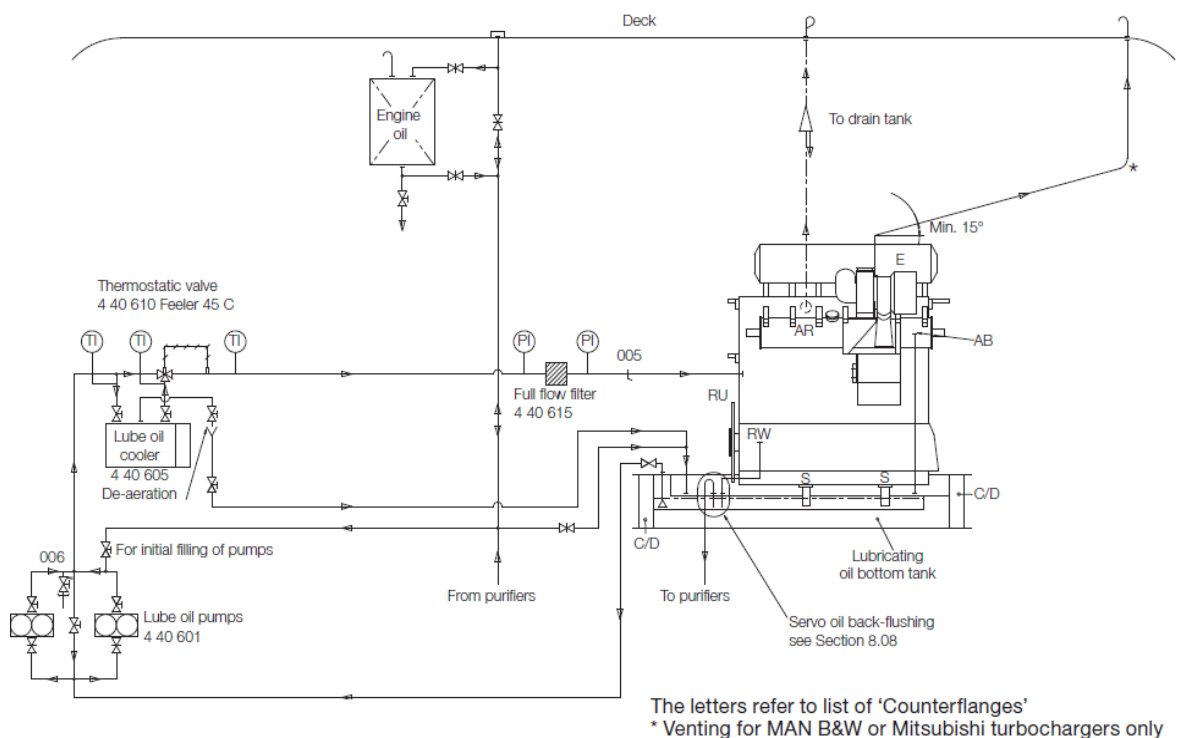 Deck
Engine
oil
To drain tank
*
Min. 15°
E
Thermostatic valve
4 40 610 Feeler 45 C
TI
TI
TI
PI
PI
005
AR
AB
Full flow filter
4 40 615
RU
RW
Lube oil
cooler
4 40 605
De-aeration
S
S
C/D
C/D
For initial filling of pumps
006
Lubricating
oil bottom tank
From purifiers
To purifiers
Lube oil pumps
4 40 601
Servo oil back-flushing
see Section 8.08
The letters refer to list of ‘Counterflanges’
* Venting for MAN B&W or Mitsubishi turbochargers only